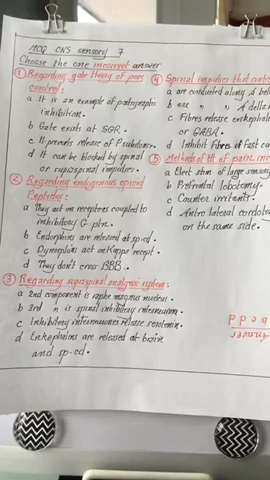 MCQ CNS sensory 7
Choose the one incorrect answer
① Regarding gate theory of pain
control:
a It is an example of postsynaptic
inhibition.
b Gate exists at SGR.
c It prevents release of P substance.
d It can be blocked by spinal
or supraspinal impulses.
② Regarding endogenous opioid
Peptides:
a They act on receptors coupled to
inhibitory G ptn.
b Endorphins are released at sp.cd.
c Dynorphins act on Kappa recept.
d They don't cross BBB.
③ Regarding supraspinal analgesic system:
a 2nd component is raphe magnus nucleus.
b 3rd " is spinal inhibitory interneuron.
c Inhibitory interneurones release serotonin.
d Enkephalins are released at brain
and sp.cd.
④ Spinal impulses that
a are conducted along A
b are " " A
c Fibres release
or GABA.
d Inhibit Fibres of Fast
⑤ Methods of ttt of pain
a Elect stim of large sensory
b Prefrontal lobotomy.
c Counter irritants.
d Antro lateral
on the same side.